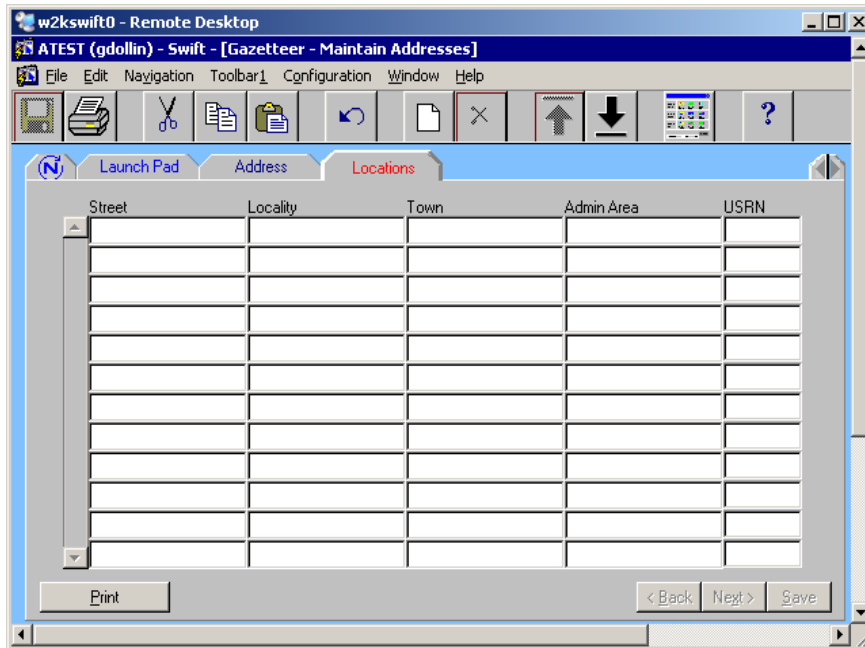 w2kswift0 - Remote Desktop
ATEST (gdollin) - Swift - [Gazetteer - Maintain Addresses]
File Edit Navigation Toolbar1 Configuration Window Help
?
N Launch Pad Address Locations
Street Locality Town Admin Area USRN
Print < Back Next > Save